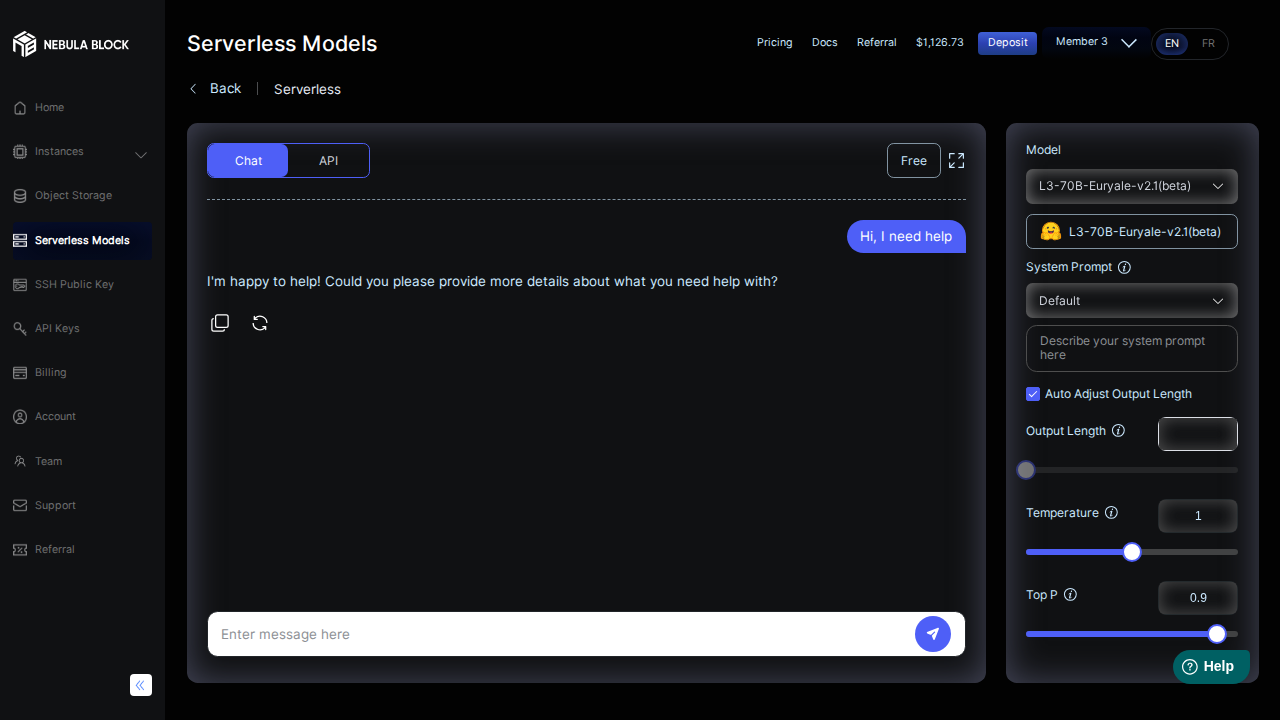 NEBULA BLOCK
Home
Instances
Object Storage
Serverless Models
SSH Public Key
API Keys
Billing
Account
Team
Support
Referral
Serverless Models
Pricing
Docs
Referral
$1,126.73
Deposit
Member 3
EN
FR
Back
Serverless
Chat
API
Free
Hi, I need help
I'm happy to help! Could you please provide more details about what you need help with?
Enter message here
Model
L3-70B-Euryale-v2.1(beta)
L3-70B-Euryale-v2.1(beta)
System Prompt
Default
Describe your system prompt
here
Auto Adjust Output Length
Output Length
Temperature
1
Top P
0.9
Help